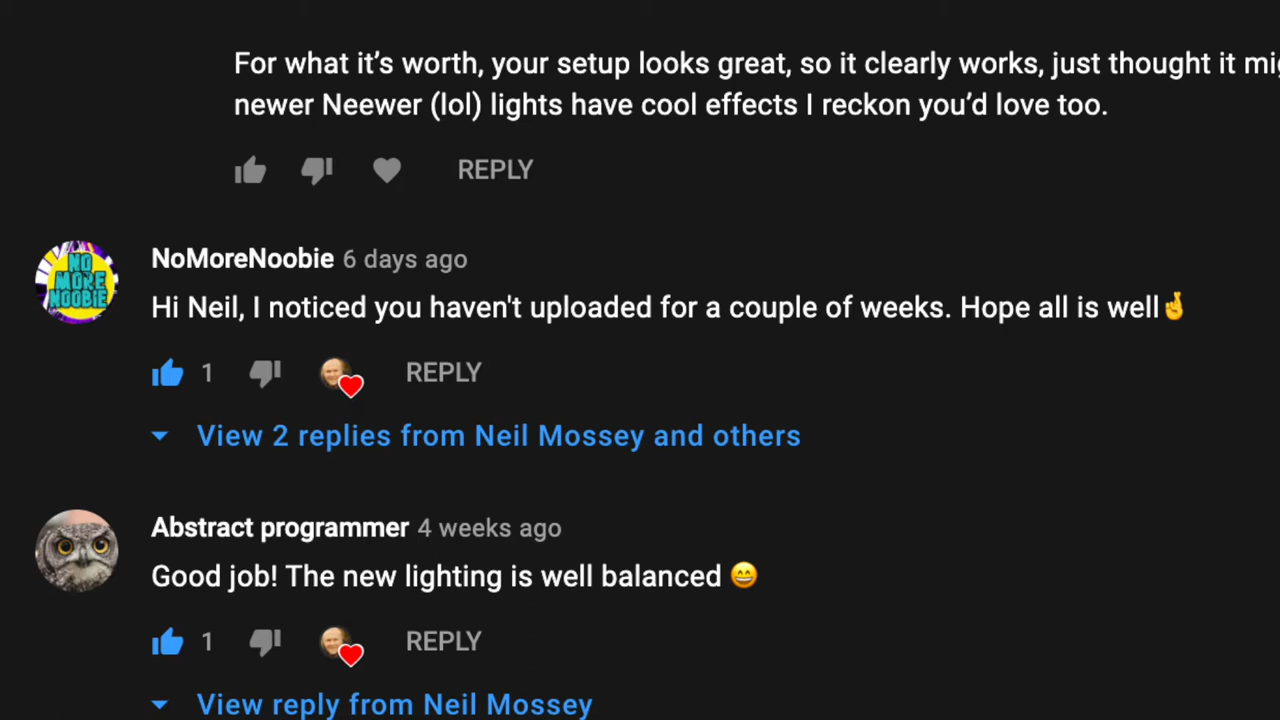 For what it’s worth, your setup looks great, so it clearly works, just thought it
newer Neewer (lol) lights have cool effects I reckon you’d love too.
REPLY
NO
MORE
NOOBIE
NoMoreNoobie 6 days ago
Hi Neil, I noticed you haven't uploaded for a couple of weeks. Hope all is well🤞
1 REPLY
View 2 replies from Neil Mossey and others
Abstract programmer 4 weeks ago
Good job! The new lighting is well balanced 😄
1 REPLY
View reply from Neil Mossey